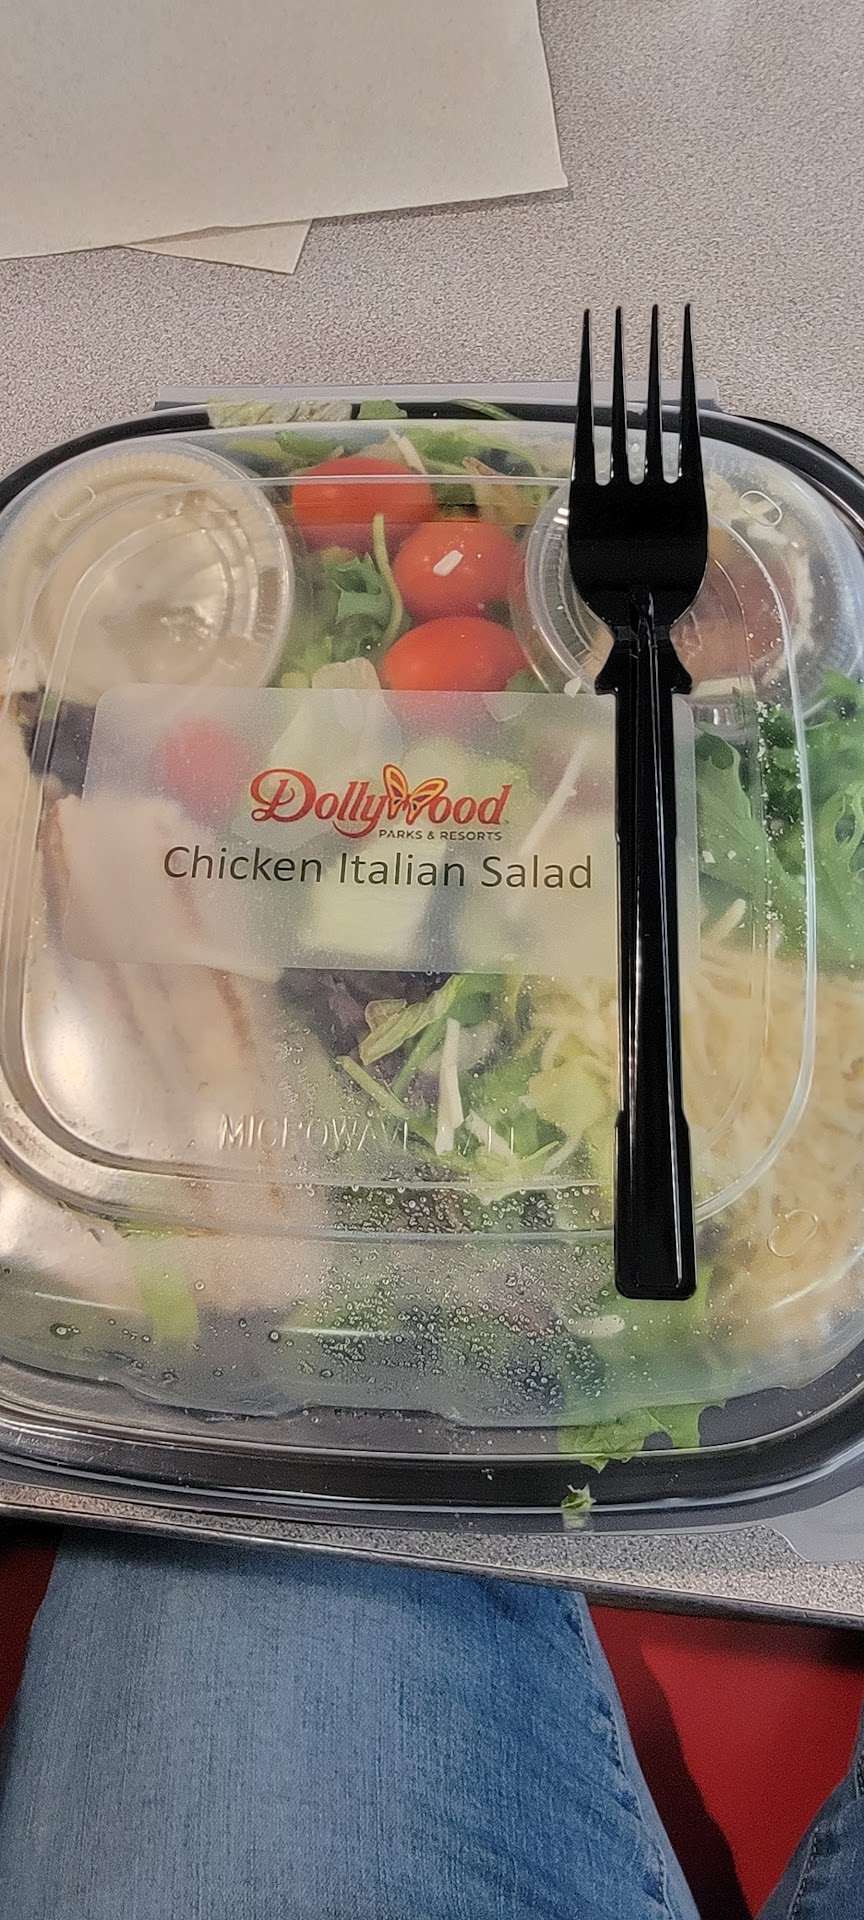 Dollywood
PARKS & RESORTS
Chicken Italian Salad